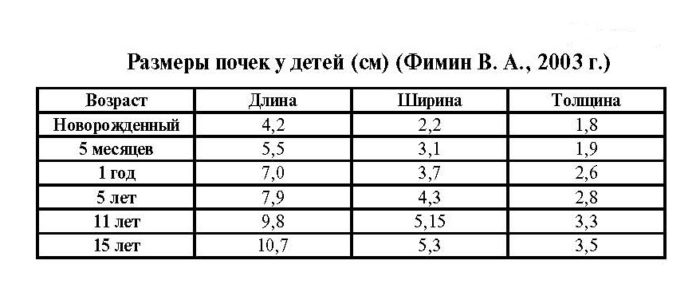 Размеры почек у детей (см) (Фимин В. А., 2003 г.)
Возраст Длина Ширина Толщина
Новорожденный 4,2 2,2 1,8
5 месяцев 5,5 3,1 1,9
1 год 7,0 3,7 2,6
5 лет 7,9 4,3 2,8
11 лет 9,8 5,15 3,3
15 лет 10,7 5,3 3,5